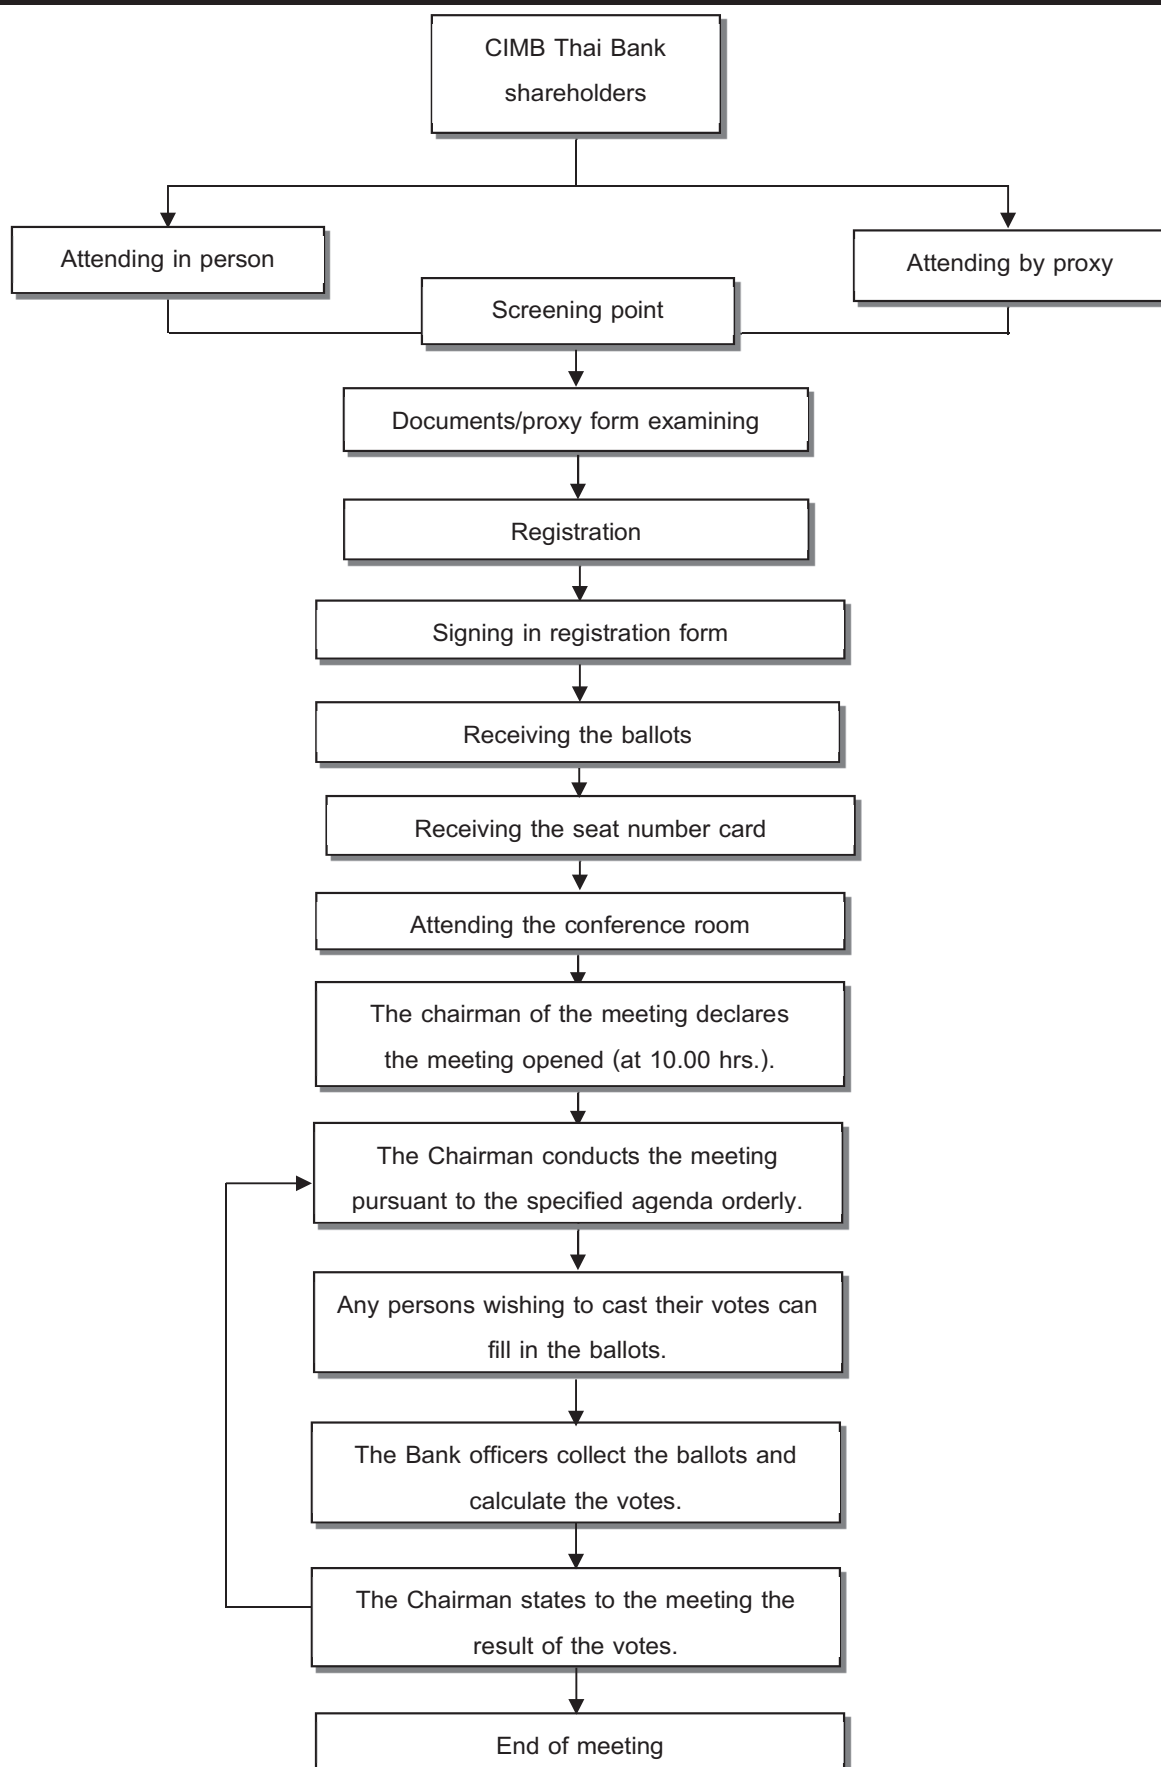 CIMB Thai Bank
shareholders
Attending in person
Attending by proxy
Screening point
Documents/proxy form examining
Registration
Signing in registration form
Receiving the ballots
Receiving the seat number card
Attending the conference room
The chairman of the meeting declares
the meeting opened (at 10.00 hrs.).
The Chairman conducts the meeting
pursuant to the specified agenda orderly.
Any persons wishing to cast their votes can
fill in the ballots.
The Bank officers collect the ballots and
calculate the votes.
The Chairman states to the meeting the
result of the votes.
End of meeting